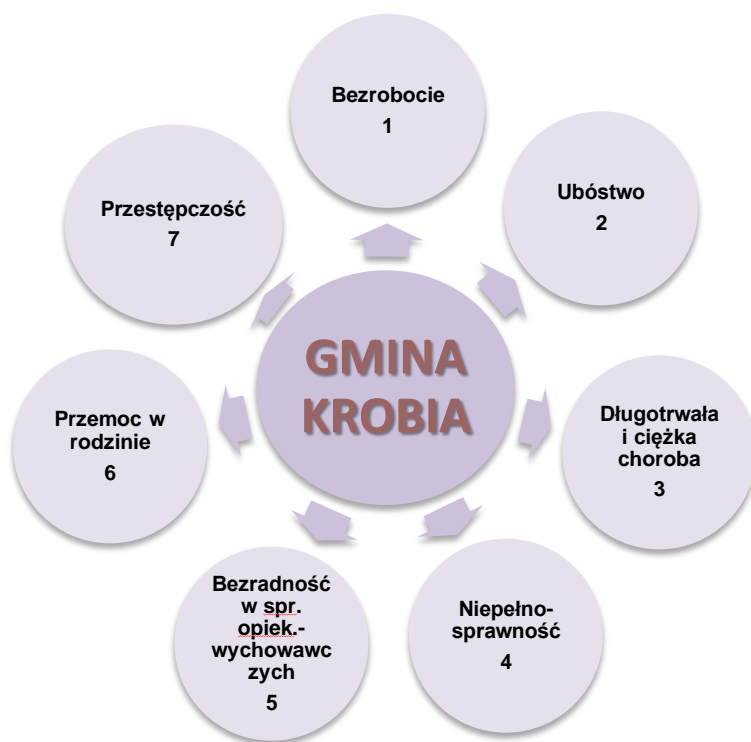 Bezrobocie
1
Ubóstwo
2
Długotrwała
i ciężka
choroba
3
Niepełno-
sprawność
4
Bezradność
w spr.
opiek.-
wychowawc
zych
5
Przemoc w
rodzinie
6
Przestępczość
7
GMINA
KROBIA